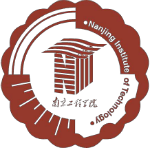 Nanjing Institute of Technology
南京工程学院